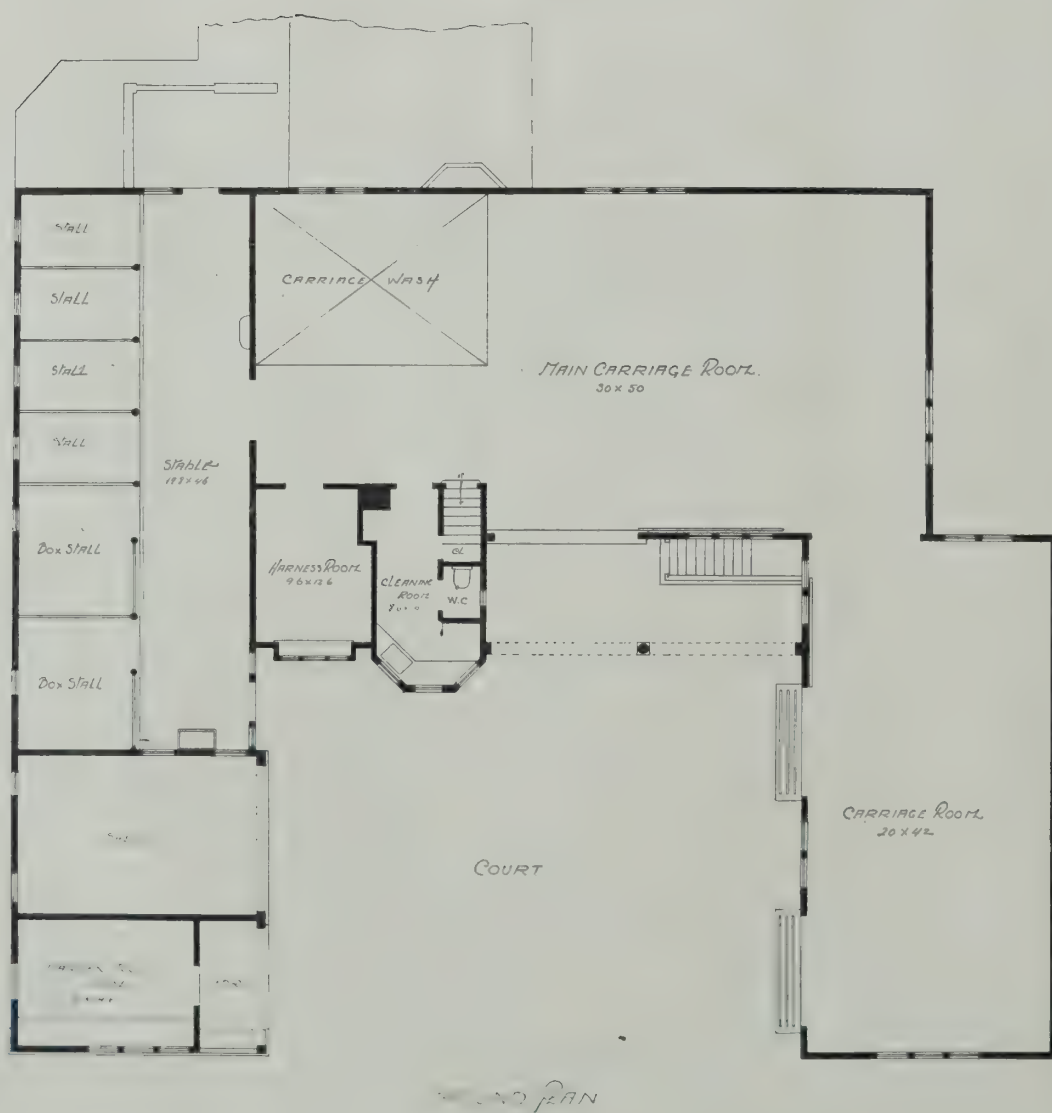 STALL
STALL
STALL
STALL
BOX STALL
BOX STALL
STABLE
CARRIAGE WASH
MAIN CARRIAGE ROOM.
30 X 50
HARNESS ROOM
9 6 X 12 6
CLEANING
ROOM
UP
CL
W.C
CARRIAGE ROOM
20 X 42
COURT
PLAN